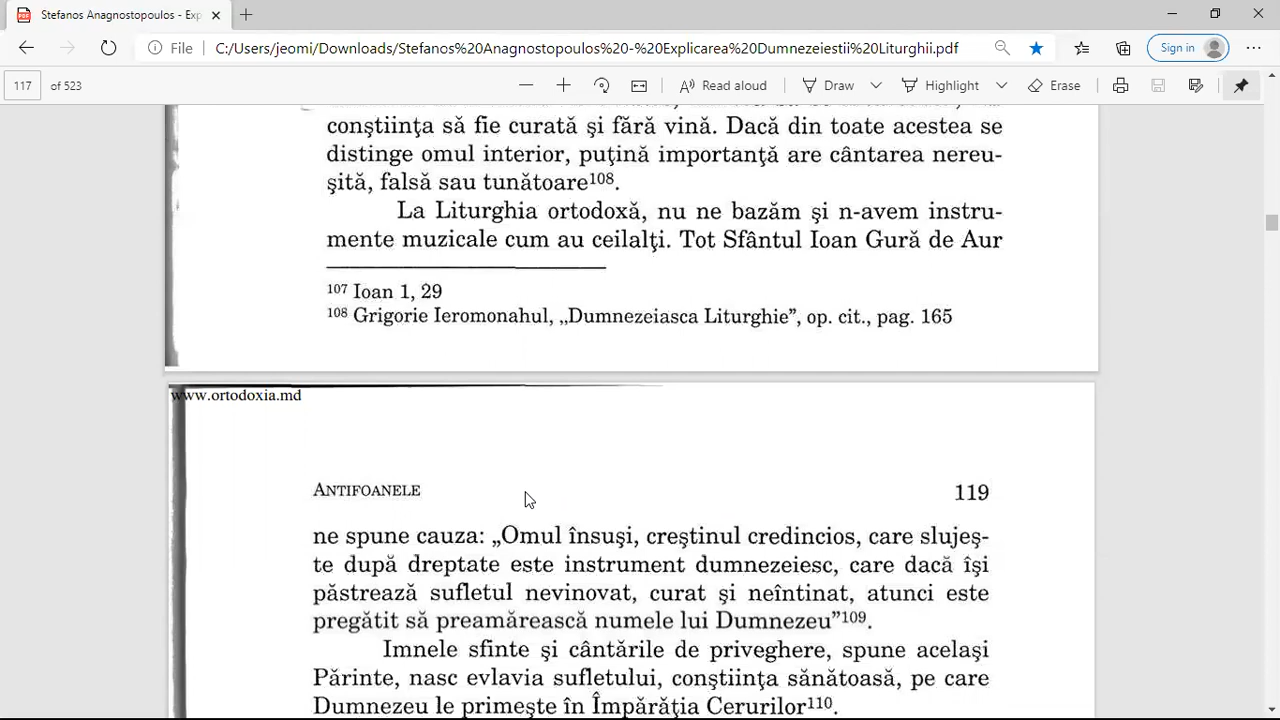 Stefanos Anagnostopoulos - Exp
Sign in
File
C:/Users/jeomi/Downloads/Stefanos%20Anagnostopoulos%20-%20Explicarea%20Dumnezeiestii%20Liturghii.pdf
117 of 523
Read aloud
Draw
Highlight
Erase
conştiinţa să fie curată şi fără vină. Dacă din toate acestea se
distinge omul interior, puţină importanţă are cântarea nereu-
şită, falsă sau tunătoare108.
La Liturghia ortodoxă, nu ne bazăm şi n-avem instru-
mente muzicale cum au ceilalţi. Tot Sfântul Ioan Gură de Aur
107 Ioan 1, 29
108 Grigorie Ieromonahul, „Dumnezeiasca Liturghie”, op. cit., pag. 165
www.ortodoxia.md
ANTIFOANELE 119
ne spune cauza: „Omul însuşi, creştinul credincios, care slujeş-
te după dreptate este instrument dumnezeiesc, care dacă îşi
păstrează sufletul nevinovat, curat şi neîntinat, atunci este
pregătit să preamărească numele lui Dumnezeu”109.
Imnele sfinte şi cântările de priveghere, spune acelaşi
Părinte, nasc evlavia sufletului, conştiinţa sănătoasă, pe care
Dumnezeu le primeşte în Împărăţia Cerurilor110.